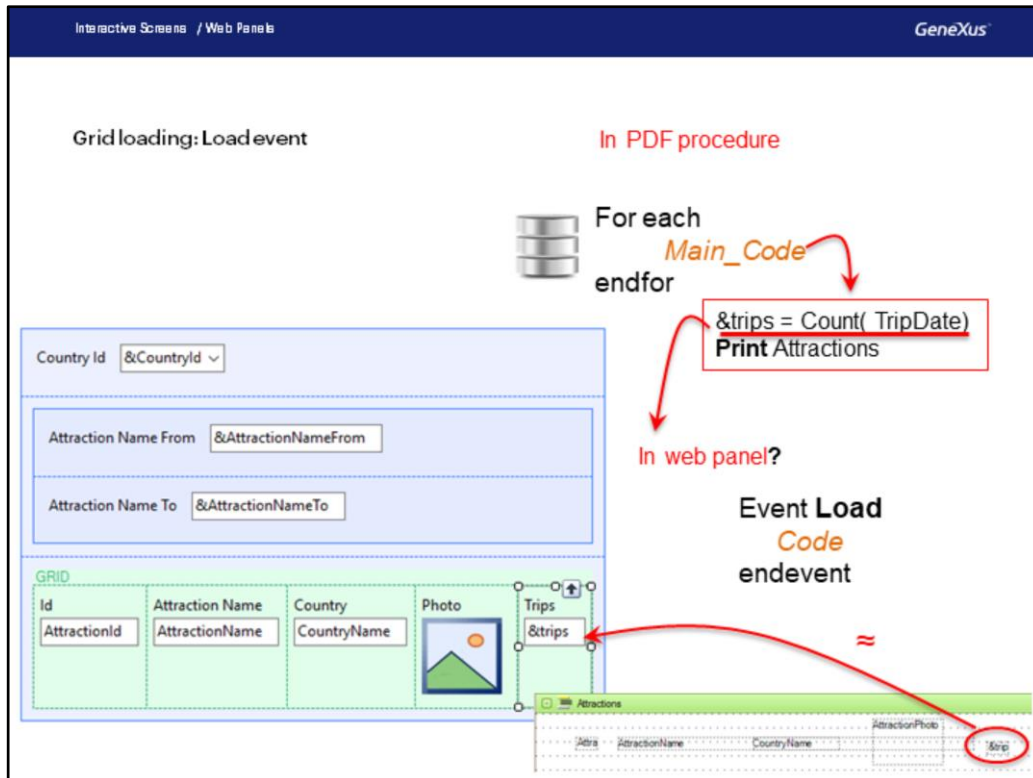 Interactive Screens / Web Panels
GeneXus
Grid loading: Load event
In PDF procedure
For each
Main_Code
endfor
&trips = Count( TripDate)
Print Attractions
Country Id &CountryId
Attraction Name From &AttractionNameFrom
Attraction Name To &AttractionNameTo
In web panel?
Event Load
Code
endevent
≈
GRID
Id Attraction Name Country Photo Trips
AttractionId AttractionName CountryName &trips
Attractions
AttractionPhoto
Attra AttractionName CountryName &trip